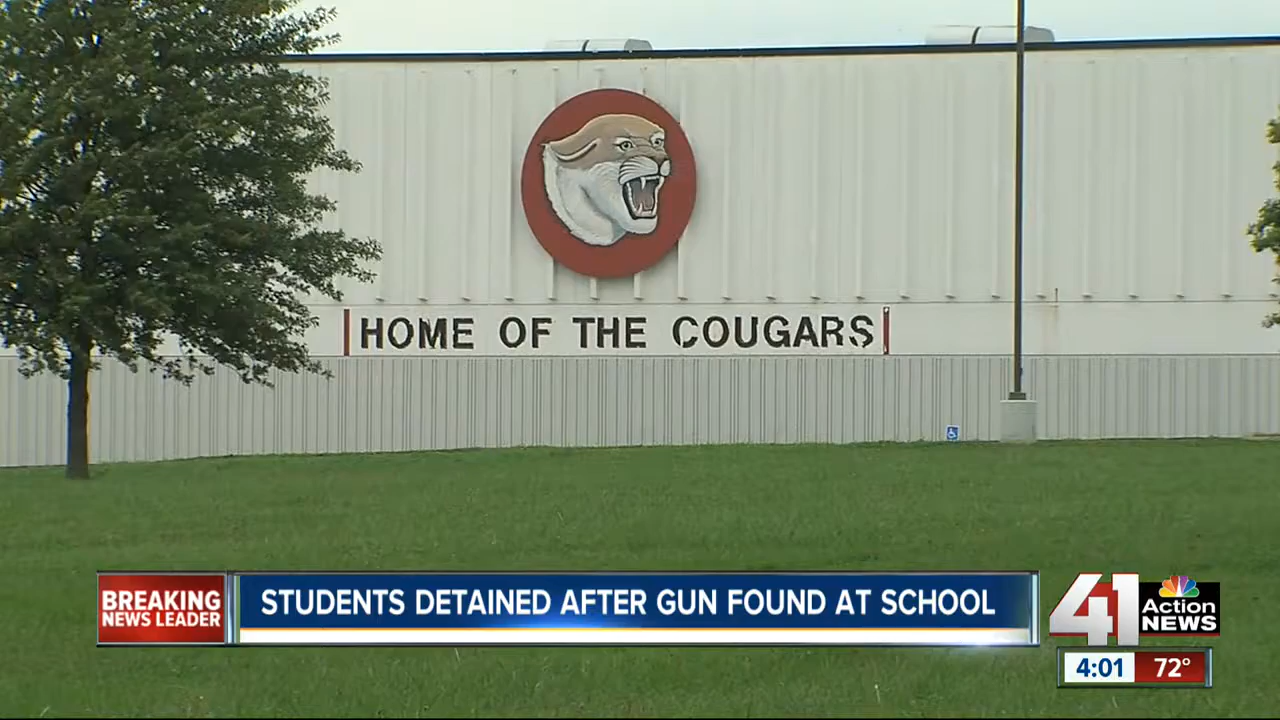 HOME OF THE COUGARS
BREAKING
NEWS LEADER
STUDENTS DETAINED AFTER GUN FOUND AT SCHOOL
41 Action
NEWS
4:01 72°